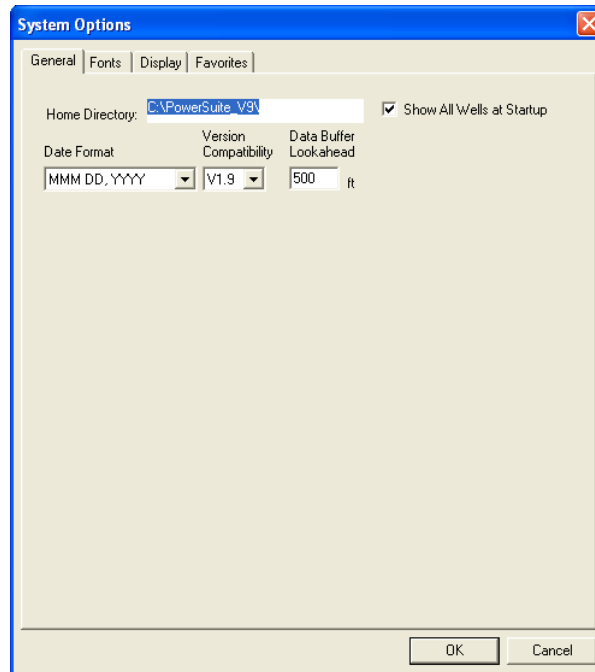 System Options
General Fonts Display Favorites
Home Directory: C:\PowerSuite_V9\ Show All Wells at Startup
Date Format Version Compatibility Data Buffer Lookahead
MMM DD, YYYY V1.9 500 ft
OK Cancel